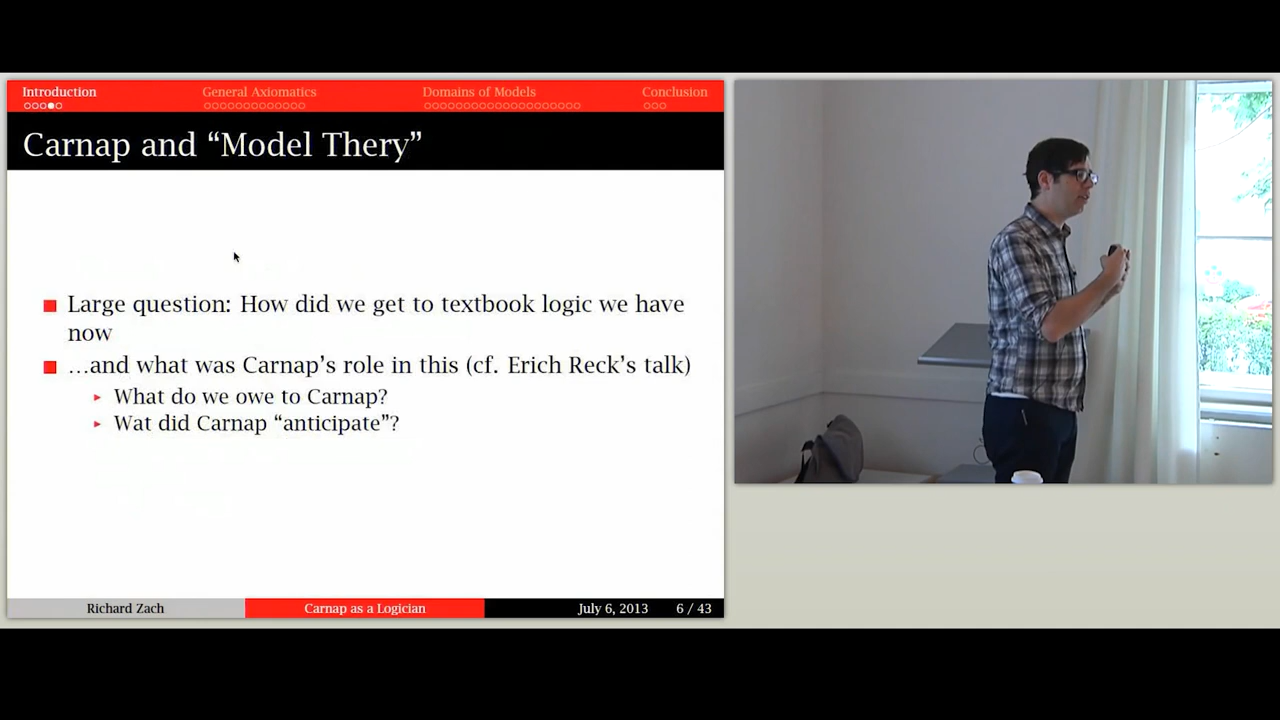 Introduction
General Axiomatics
Domains of Models
Conclusion
Carnap and “Model Thery”
Large question: How did we get to textbook logic we have
now
…and what was Carnap’s role in this (cf. Erich Reck’s talk)
What do we owe to Carnap?
Wat did Carnap “anticipate”?
Richard Zach
Carnap as a Logician
July 6, 2013
6 / 43